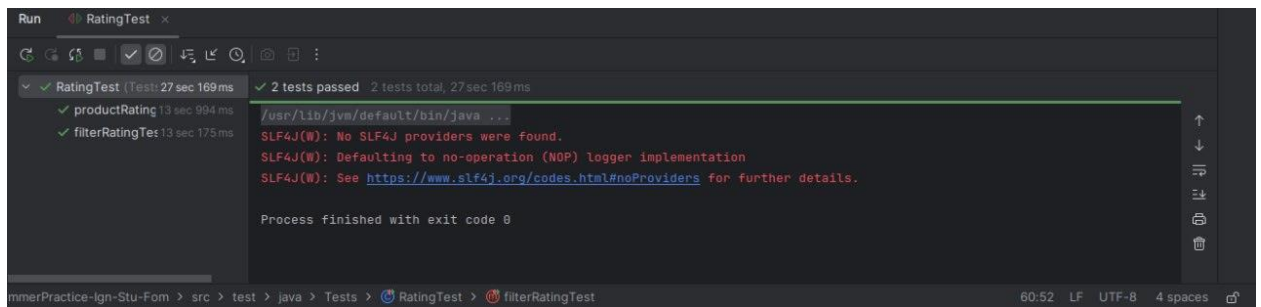 Run RatingTest ×
RatingTest (Test: 27 sec 169 ms
productRating 13 sec 994 ms
filterRatingTes 13 sec 175 ms
2 tests passed 2 tests total, 27 sec 169 ms
/usr/lib/jvm/default/bin/java ...
SLF4J(W): No SLF4J providers were found.
SLF4J(W): Defaulting to no-operation (NOP) logger implementation
SLF4J(W): See https://www.slf4j.org/codes.html#noProviders for further details.
Process finished with exit code 0
mmerPractice-Ign-Stu-Fom > src > test > java > Tests > RatingTest > filterRatingTest 60:52 LF UTF-8 4 spaces